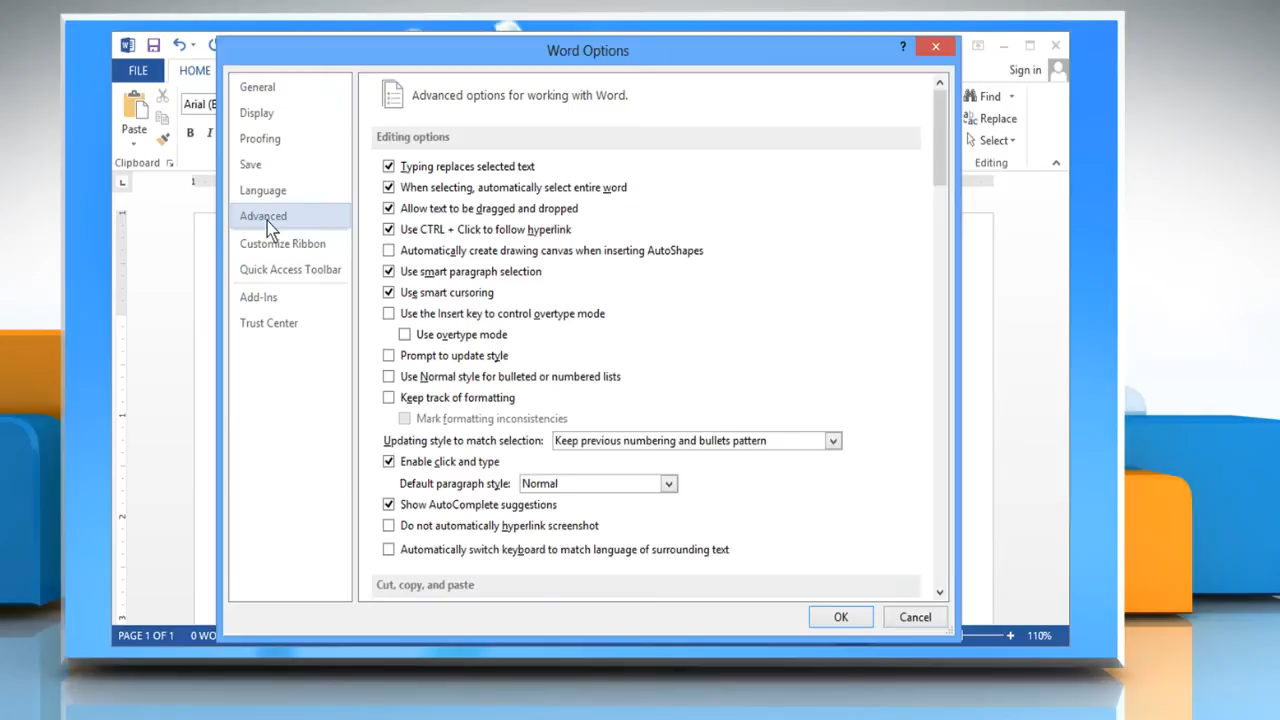 Word Options
?
FILE
HOME
Sign in
Arial (B
Paste
B I
Clipboard
Find
Replace
Select
Editing
General
Display
Proofing
Save
Language
Advanced
Customize Ribbon
Quick Access Toolbar
Add-Ins
Trust Center
Advanced options for working with Word.
Editing options
Typing replaces selected text
When selecting, automatically select entire word
Allow text to be dragged and dropped
Use CTRL + Click to follow hyperlink
Automatically create drawing canvas when inserting AutoShapes
Use smart paragraph selection
Use smart cursoring
Use the Insert key to control overtype mode
Use overtype mode
Prompt to update style
Use Normal style for bulleted or numbered lists
Keep track of formatting
Mark formatting inconsistencies
Updating style to match selection: Keep previous numbering and bullets pattern
Enable click and type
Default paragraph style: Normal
Show AutoComplete suggestions
Do not automatically hyperlink screenshot
Automatically switch keyboard to match language of surrounding text
Cut, copy, and paste
OK
Cancel
PAGE 1 OF 1 0 WO
110%